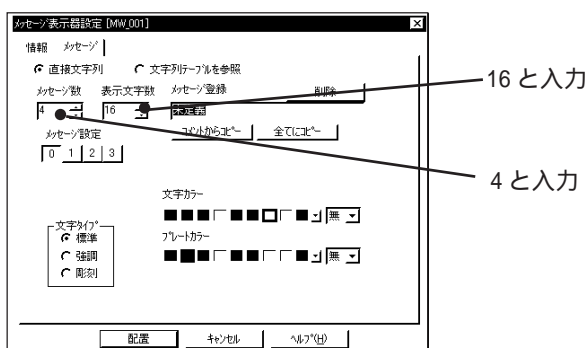 メッセージ表示器設定 [MW_001]
情報 メッセージ
直接文字列 文字列テーブルを参照
メッセージ数 表示文字数 メッセージ登録 削除
4 16 未定義
16と入力
メッセージ設定 コメントからコピー 全てにコピー
0 1 2 3
4と入力
文字カラー
無
文字タイプ
標準
強調
彫刻
プレートカラー
無
配置 キャンセル ヘルプ(H)